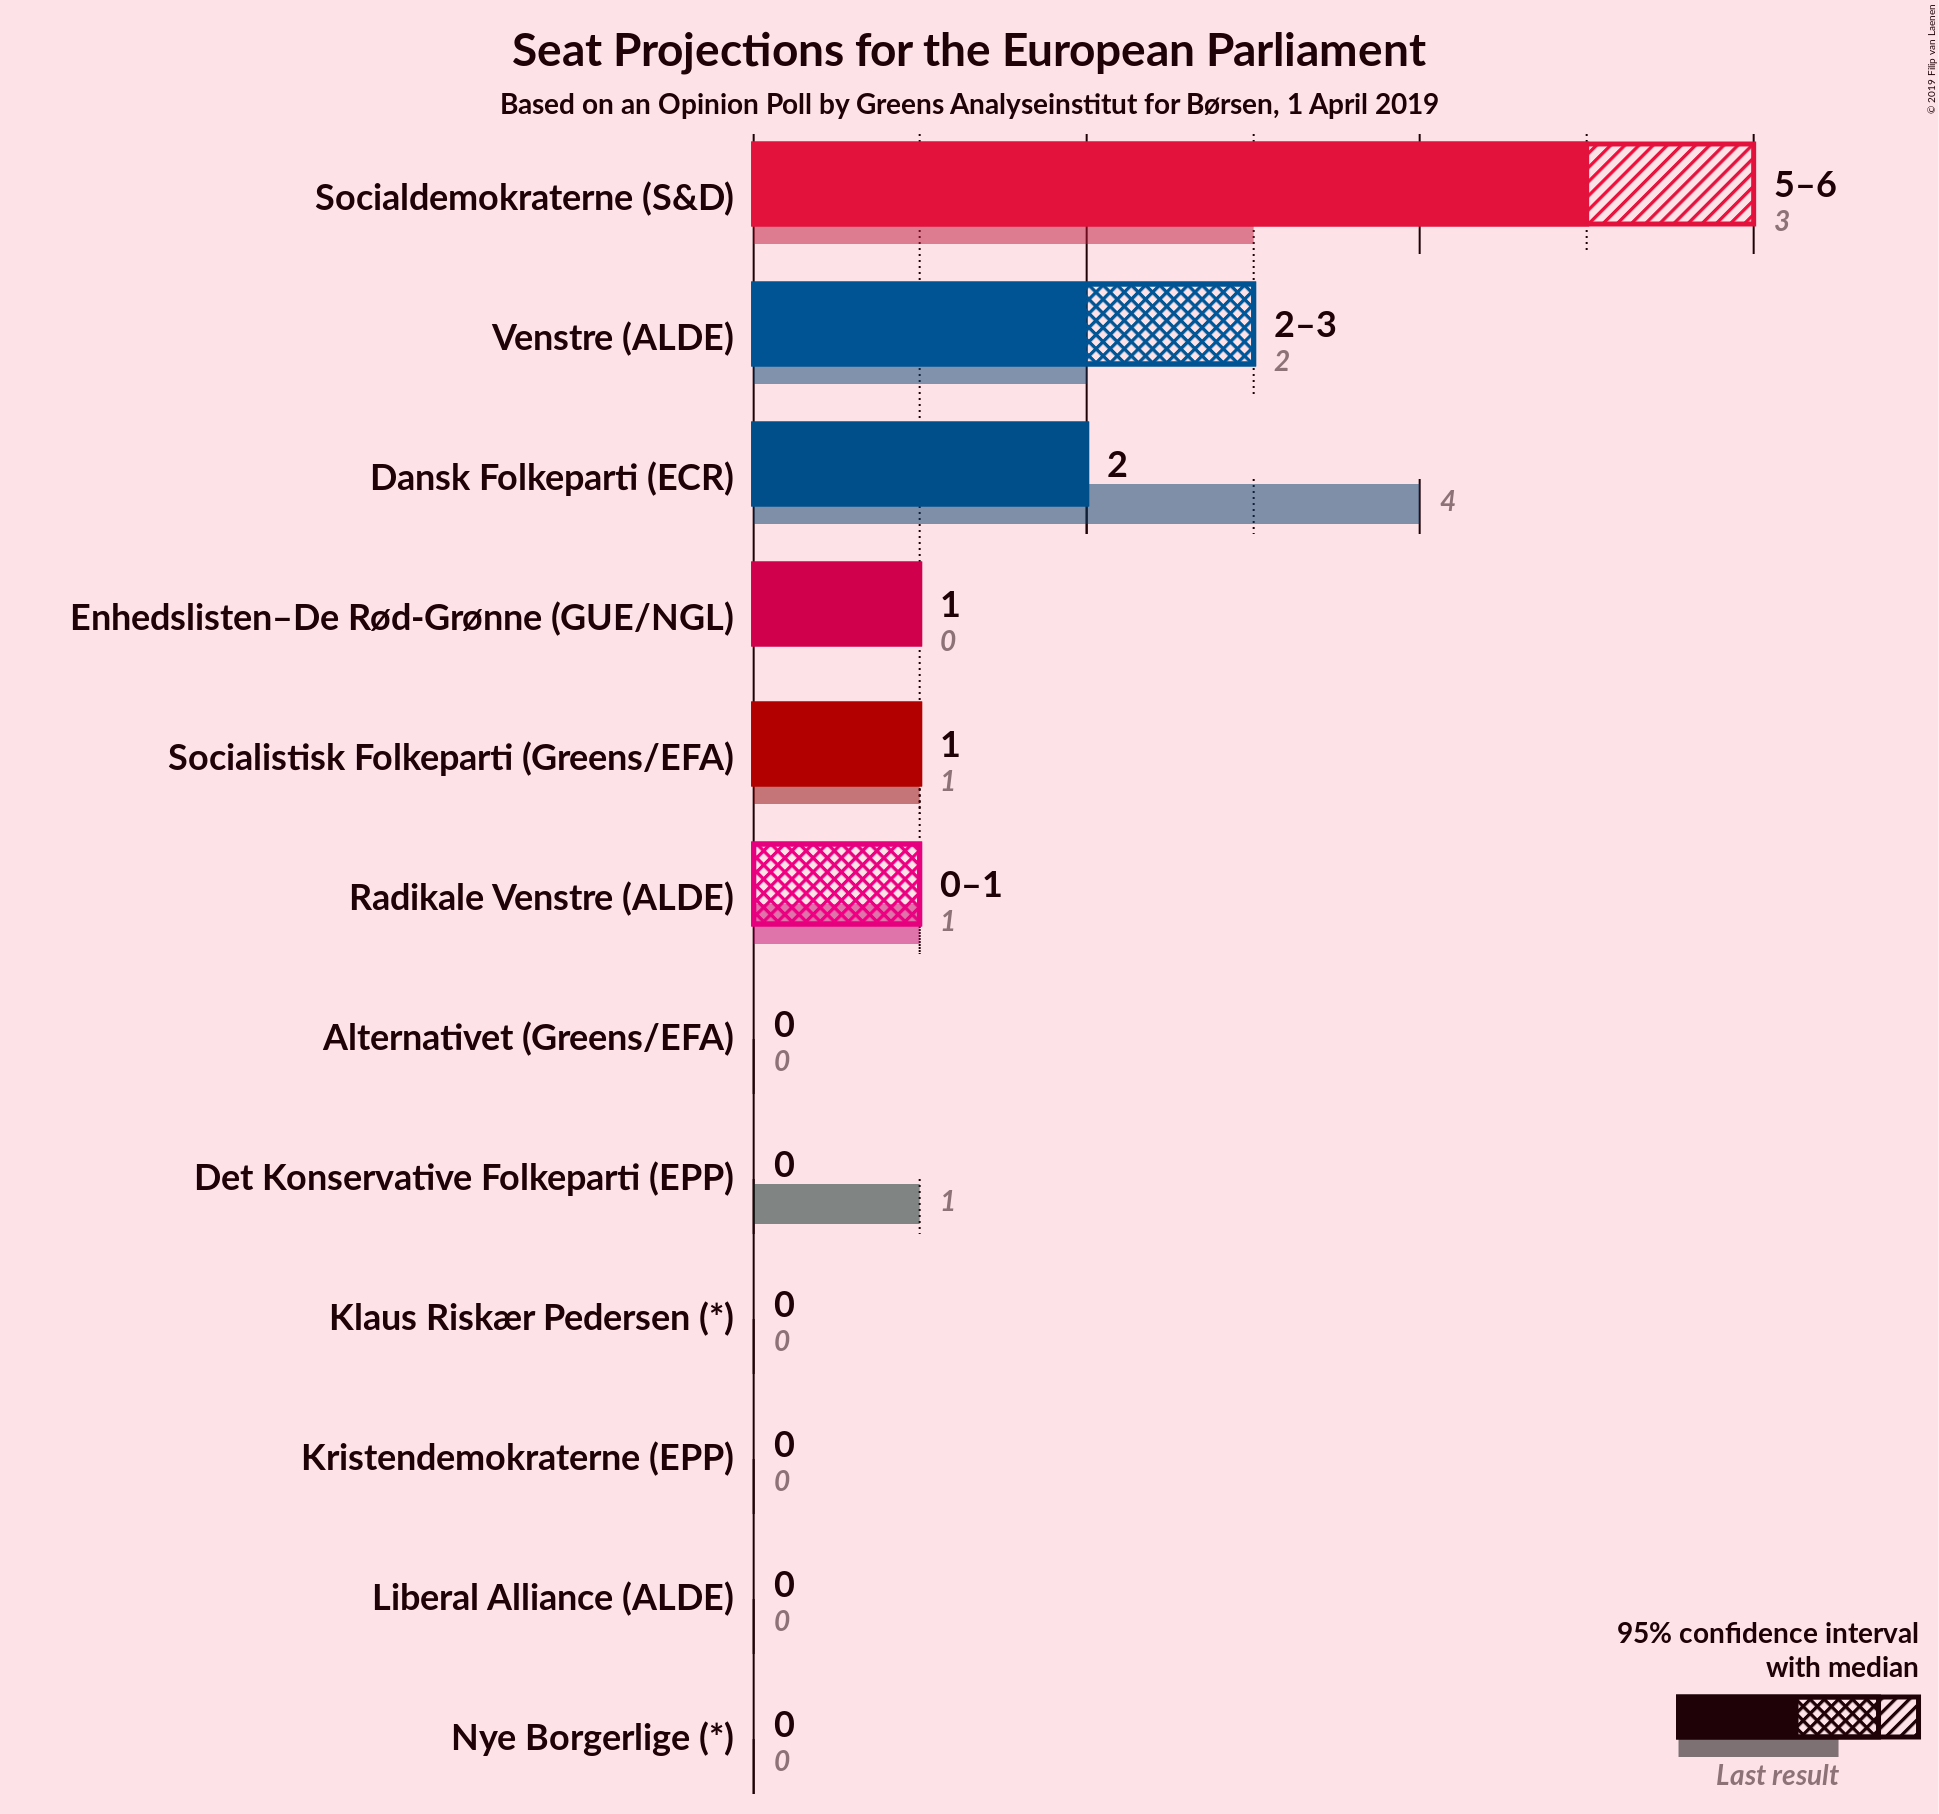 Seat Projections for the European Parliament
Based on an Opinion Poll by Greens Analyseinstitut for Børsen, 1 April 2019
© 2019 Filip van Laenen
Socialdemokraterne (S&D)
5–6
3
Venstre (ALDE)
2–3
2
Dansk Folkeparti (ECR)
2
4
Enhedslisten–De Rød-Grønne (GUE/NGL)
1
0
Socialistisk Folkeparti (Greens/EFA)
1
1
Radikale Venstre (ALDE)
0–1
1
Alternativet (Greens/EFA)
0
0
Det Konservative Folkeparti (EPP)
0
1
Klaus Riskær Pedersen (*)
0
0
Kristendemokraterne (EPP)
0
0
Liberal Alliance (ALDE)
0
0
Nye Borgerlige (*)
0
0
95% confidence interval
with median
Last result